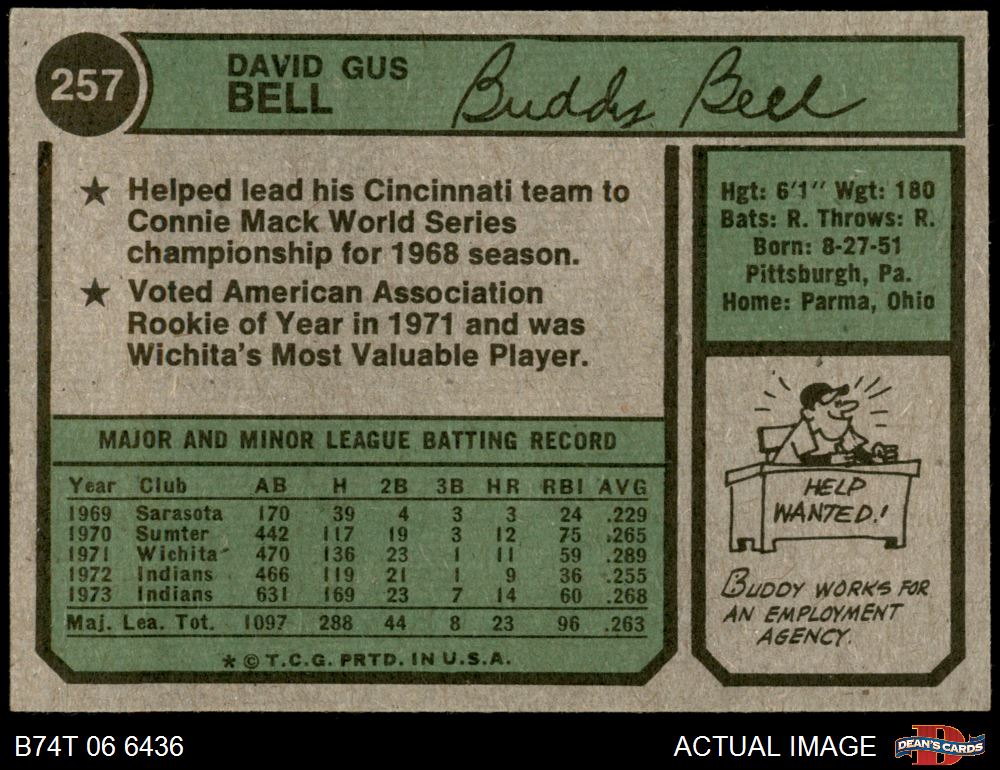 257
DAVID GUS
BELL
Buddy Bell
★ Helped lead his Cincinnati team to
Connie Mack World Series
championship for 1968 season.
★ Voted American Association
Rookie of Year in 1971 and was
Wichita's Most Valuable Player.
Hgt: 6'1" Wgt: 180
Bats: R. Throws: R.
Born: 8-27-51
Pittsburgh, Pa.
Home: Parma, Ohio
MAJOR AND MINOR LEAGUE BATTING RECORD
Year Club AB H 2B 3B HR RBI AVG
1969 Sarasota 170 39 4 3 3 24 .229
1970 Sumter 442 117 19 3 12 75 .265
1971 Wichita 470 136 23 1 11 59 .289
1972 Indians 466 119 21 1 9 36 .255
1973 Indians 631 169 23 7 14 60 .268
Maj. Lea. Tot. 1097 288 44 8 23 96 .263
★ © T.C.G. PRTD. IN U.S.A.
HELP
WANTED!
BUDDY WORKS FOR
AN EMPLOYMENT
AGENCY.
B74T 06 6436
ACTUAL IMAGE
D
DEAN'S CARDS